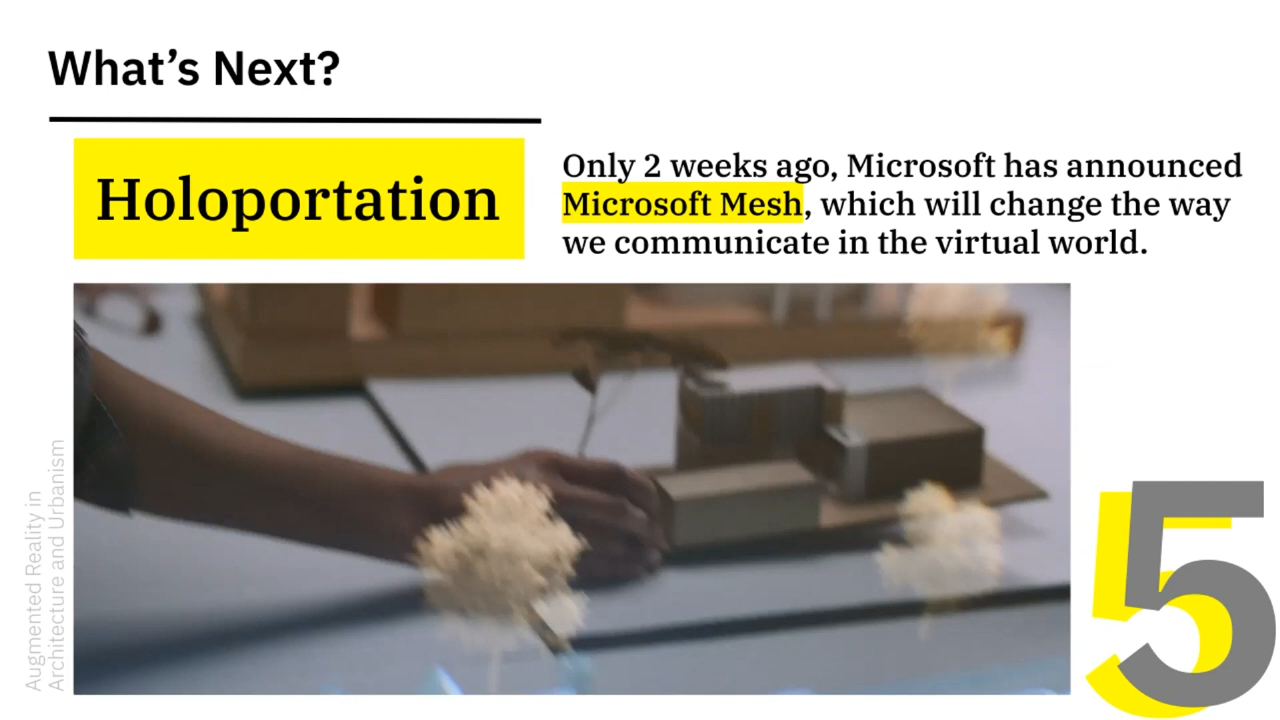 What’s Next?
Holoportation
Only 2 weeks ago, Microsoft has announced
Microsoft Mesh, which will change the way
we communicate in the virtual world.
Augmented Reality in
Architecture and Urbanism
5